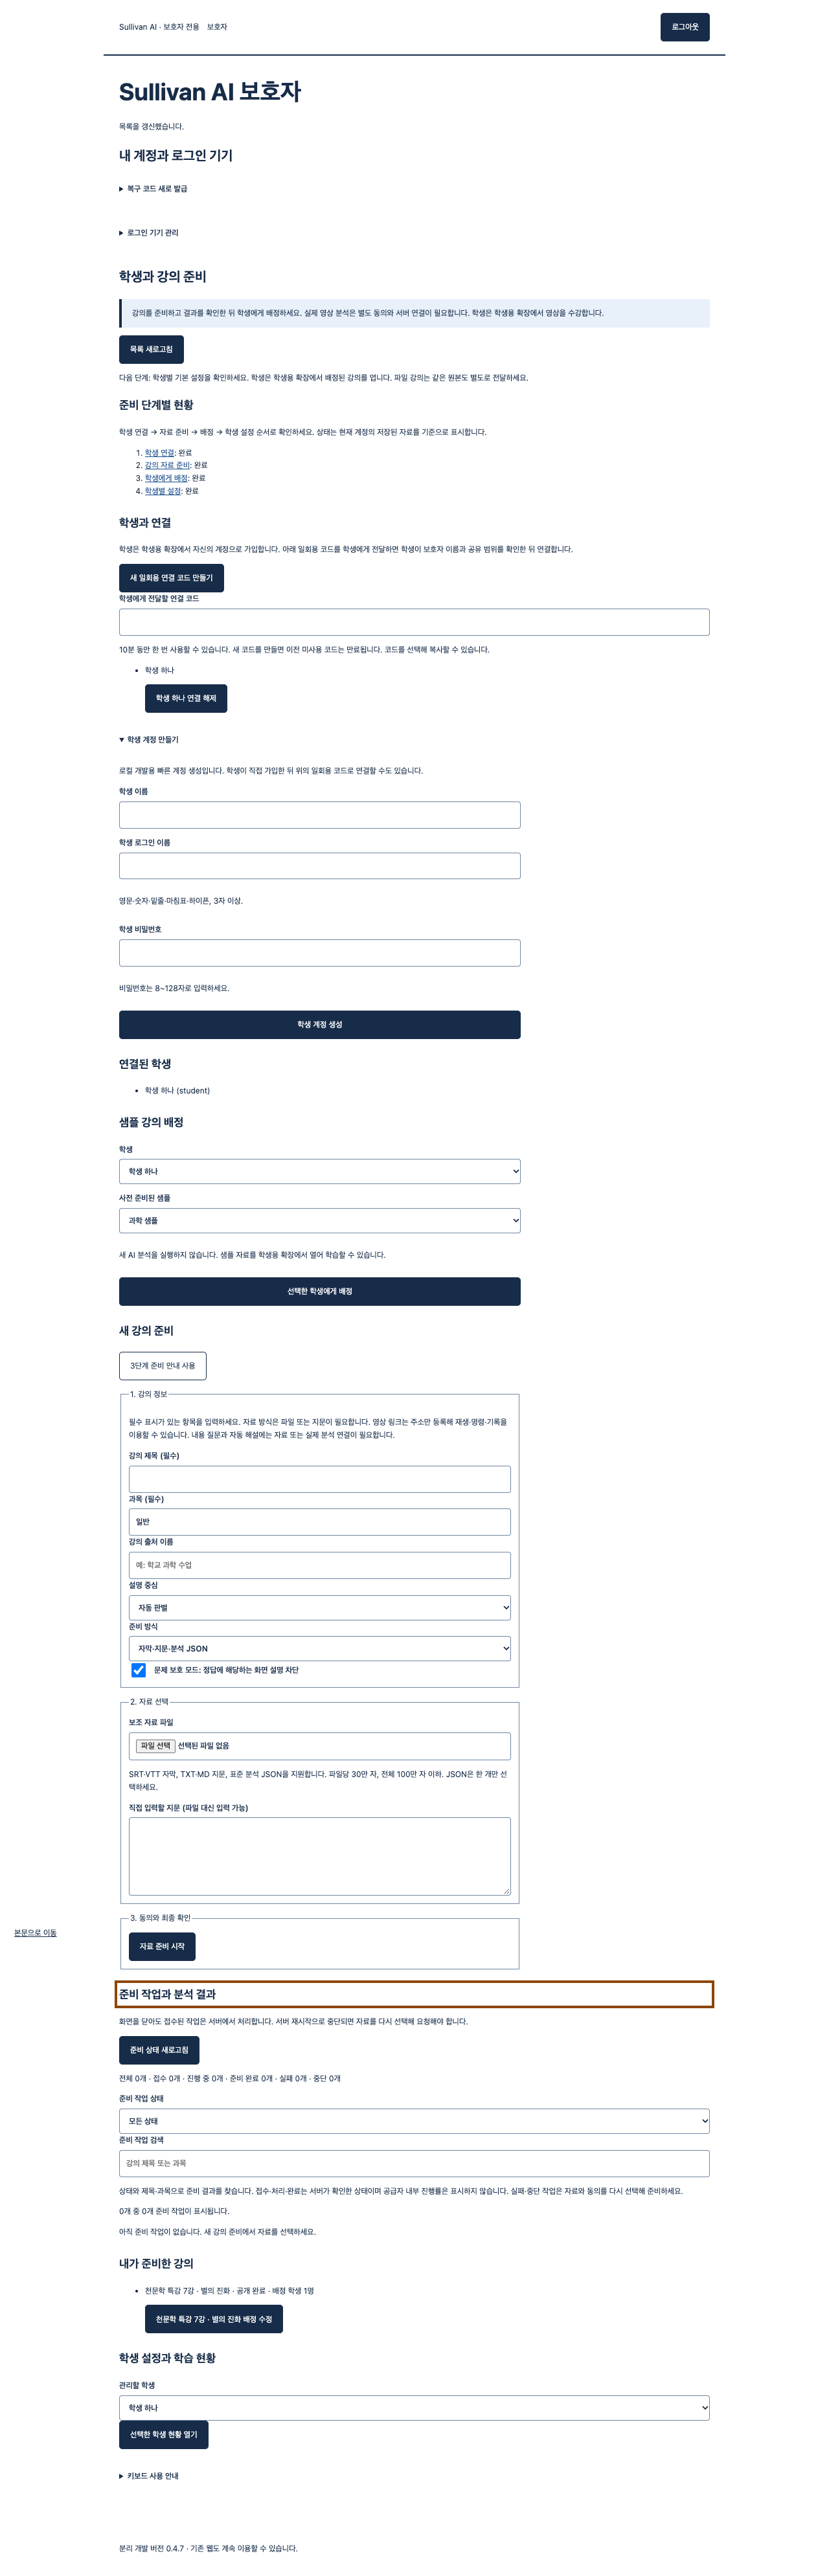 Sullivan AI · 보호자 전용 보호자
로그아웃
Sullivan AI 보호자
목록을 갱신했습니다.
내 계정과 로그인 기기
▶ 복구 코드 새로 발급
▶ 로그인 기기 관리
학생과 강의 준비
강의를 준비하고 결과를 확인한 뒤 학생에게 배정하세요. 실제 영상 분석은 별도 동의와 서버 연결이 필요합니다. 학생은 학생용 확장에서 영상을 수강합니다.
목록 새로고침
다음 단계: 학생별 기본 설정을 확인하세요. 학생은 학생용 확장에서 배정된 강의를 엽니다. 파일 강의는 같은 원본도 별도로 전달하세요.
준비 단계별 현황
학생 연결 → 자료 준비 → 배정 → 학생 설정 순서로 확인하세요. 상태는 현재 계정의 저장된 자료를 기준으로 표시합니다.
1. 학생 연결: 완료
2. 강의 자료 준비: 완료
3. 학생에게 배정: 완료
4. 학생별 설정: 완료
학생과 연결
학생은 학생용 확장에서 자신의 계정으로 가입합니다. 아래 일회용 코드를 학생에게 전달하면 학생이 보호자 이름과 공유 범위를 확인한 뒤 연결합니다.
새 일회용 연결 코드 만들기
학생에게 전달할 연결 코드
10분 동안 한 번 사용할 수 있습니다. 새 코드를 만들면 이전 미사용 코드는 만료됩니다. 코드를 선택해 복사할 수 있습니다.
• 학생 하나
학생 하나 연결 해제
▼ 학생 계정 만들기
로컬 개발용 빠른 계정 생성입니다. 학생이 직접 가입한 뒤 위의 일회용 코드로 연결할 수도 있습니다.
학생 이름
학생 로그인 이름
영문·숫자·밑줄·마침표·하이픈, 3자 이상.
학생 비밀번호
비밀번호는 8~128자로 입력하세요.
학생 계정 생성
연결된 학생
• 학생 하나 (student)
샘플 강의 배정
학생
학생 하나
사전 준비된 샘플
과학 샘플
새 AI 분석을 실행하지 않습니다. 샘플 자료를 학생용 확장에서 열어 학습할 수 있습니다.
선택한 학생에게 배정
새 강의 준비
3단계 준비 안내 사용
1. 강의 정보
필수 표시가 있는 항목을 입력하세요. 자료 방식은 파일 또는 지문이 필요합니다. 영상 링크는 주소만 등록해 재생·명령·기록을
이용할 수 있습니다. 내용 질문과 자동 해설에는 자료 또는 실제 분석 연결이 필요합니다.
강의 제목 (필수)
과목 (필수)
일반
강의 출처 이름
예: 학교 과학 수업
설명 중심
자동 판별
준비 방식
자막·지문·분석 JSON
문제 보호 모드: 정답에 해당하는 화면 설명 차단
2. 자료 선택
보조 자료 파일
파일 선택 선택된 파일 없음
SRT·VTT 자막, TXT·MD 지문, 표준 분석 JSON을 지원합니다. 파일당 30만 자, 전체 100만 자 이하. JSON은 한 개만 선
택하세요.
직접 입력할 지문 (파일 대신 입력 가능)
3. 동의와 최종 확인
본문으로 이동
자료 준비 시작
준비 작업과 분석 결과
화면을 닫아도 접수된 작업은 서버에서 처리합니다. 서버 재시작으로 중단되면 자료를 다시 선택해 요청해야 합니다.
준비 상태 새로고침
전체 0개 · 접수 0개 · 진행 중 0개 · 준비 완료 0개 · 실패 0개 · 중단 0개
준비 작업 상태
모든 상태
준비 작업 검색
강의 제목 또는 과목
상태와 제목·과목으로 준비 결과를 찾습니다. 접수·처리·완료는 서버가 확인한 상태이며 공급자 내부 진행률은 표시하지 않습니다. 실패·중단 작업은 자료와 동의를 다시 선택해 준비하세요.
0개 중 0개 준비 작업이 표시됩니다.
아직 준비 작업이 없습니다. 새 강의 준비에서 자료를 선택하세요.
내가 준비한 강의
• 천문학 특강 7강 · 별의 진화 · 공개 완료 · 배정 학생 1명
천문학 특강 7강 · 별의 진화 배정 수정
학생 설정과 학습 현황
관리할 학생
학생 하나
선택한 학생 현황 열기
▶ 키보드 사용 안내
분리 개발 버전 0.4.7 · 기존 웹도 계속 이용할 수 있습니다.